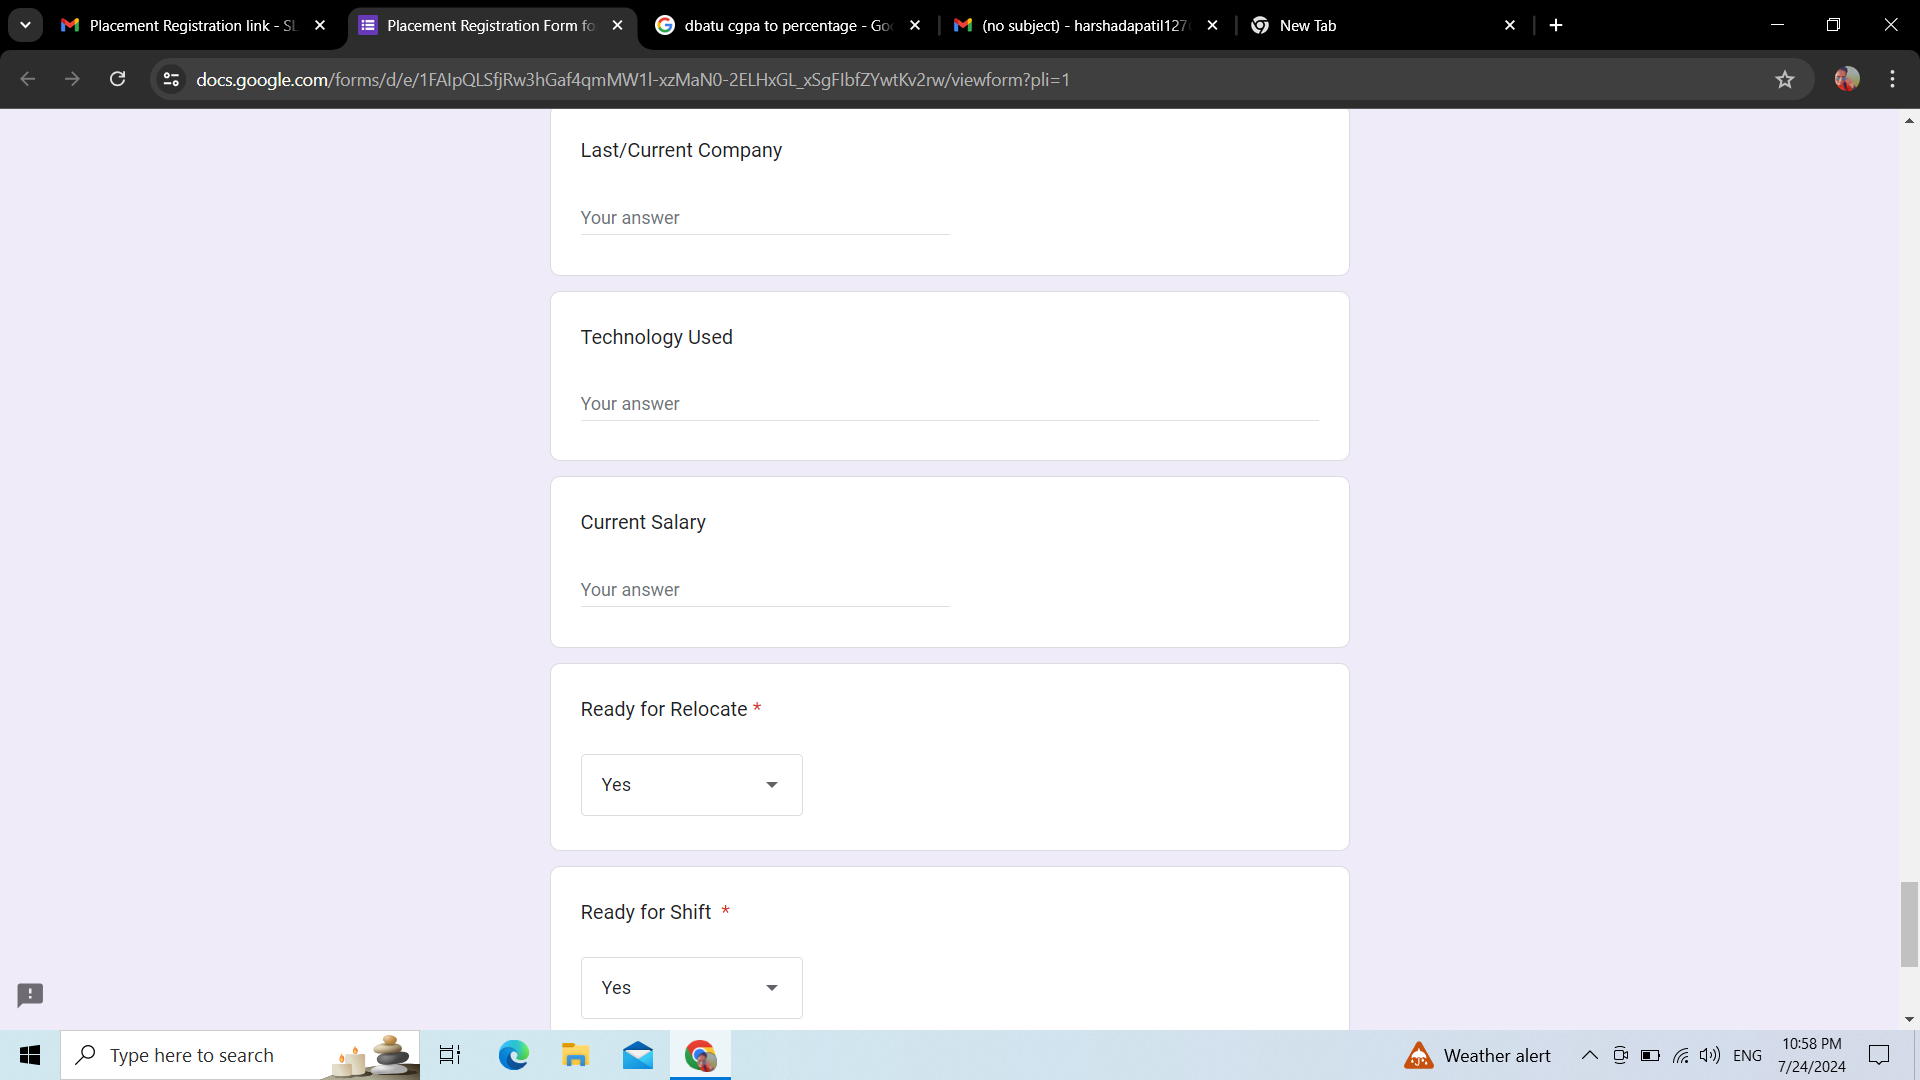 Placement Registration link - SL
Placement Registration Form fo
dbatu cgpa to percentage - Goo
(no subject) - harshadapatil127
New Tab
docs.google.com/forms/d/e/1FAIpQLSfjRw3hGaf4qmMW1l-xzMaN0-2ELHxGL_xSgFIbfZYwtKv2rw/viewform?pli=1
Last/Current Company
Your answer
Technology Used
Your answer
Current Salary
Your answer
Ready for Relocate *
Yes
Ready for Shift *
Yes
Type here to search
Weather alert
ENG
10:58 PM
7/24/2024